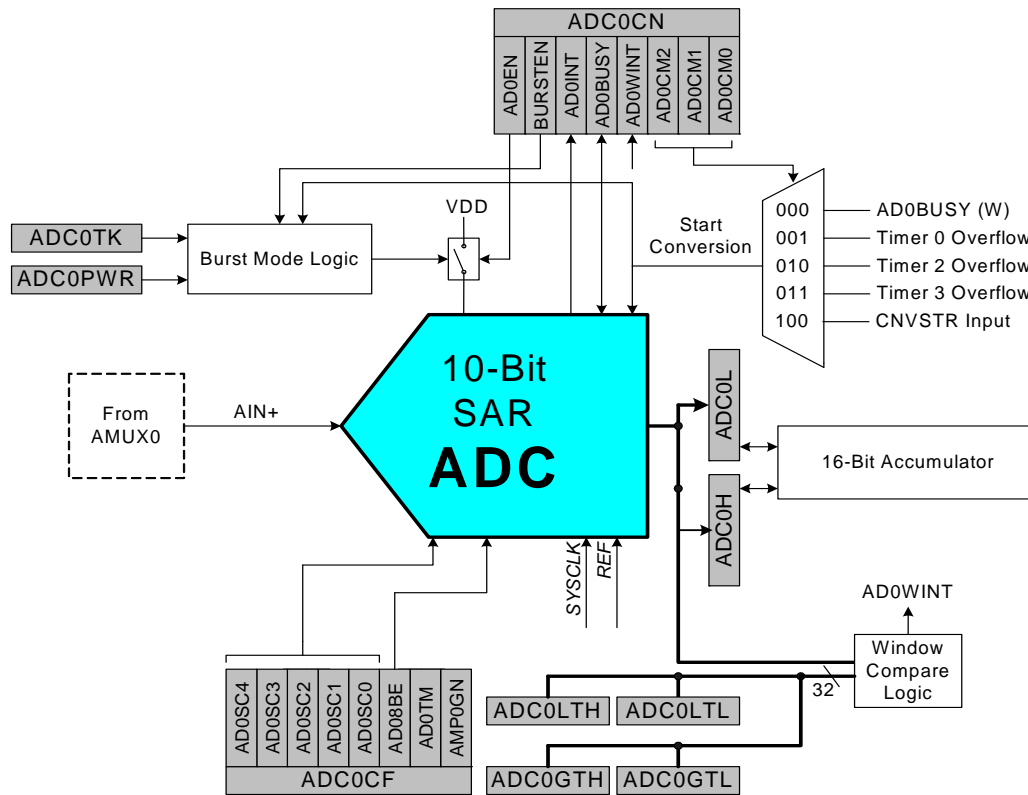 ADC0CN
AD0EN
BURSTEN
AD0INT
AD0BUSY
AD0WINT
AD0CM2
AD0CM1
AD0CM0
VDD
Start
Conversion
000
001
010
011
100
AD0BUSY (W)
Timer 0 Overflow
Timer 2 Overflow
Timer 3 Overflow
CNVSTR Input
ADC0TK
ADC0PWR
Burst Mode Logic
From
AMUX0
AIN+
10-Bit
SAR
ADC
ADC0L
ADC0H
16-Bit Accumulator
SYSCLK
REF
AD0WINT
Window
Compare
Logic
32
AD0SC4
AD0SC3
AD0SC2
AD0SC1
AD0SC0
AD08BE
AD0TM
AMP0GN
ADC0CF
ADC0LTH
ADC0LTL
ADC0GTH
ADC0GTL